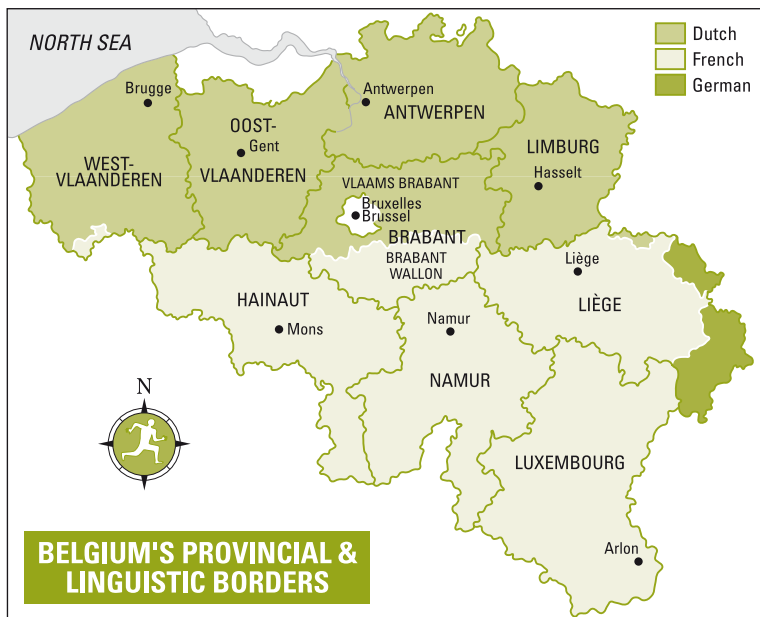 NORTH SEA
Dutch
French
German
Brugge
Antwerpen
ANTWERPEN
OOST-
Gent
VLAANDEREN
WEST-
VLAANDEREN
LIMBURG
Hasselt
VLAAMS BRABANT
Bruxelles
Brussel
BRABANT
BRABANT
WALLON
Liège
LIÈGE
HAINAUT
Mons
Namur
NAMUR
N
LUXEMBOURG
Arlon
BELGIUM'S PROVINCIAL &
LINGUISTIC BORDERS